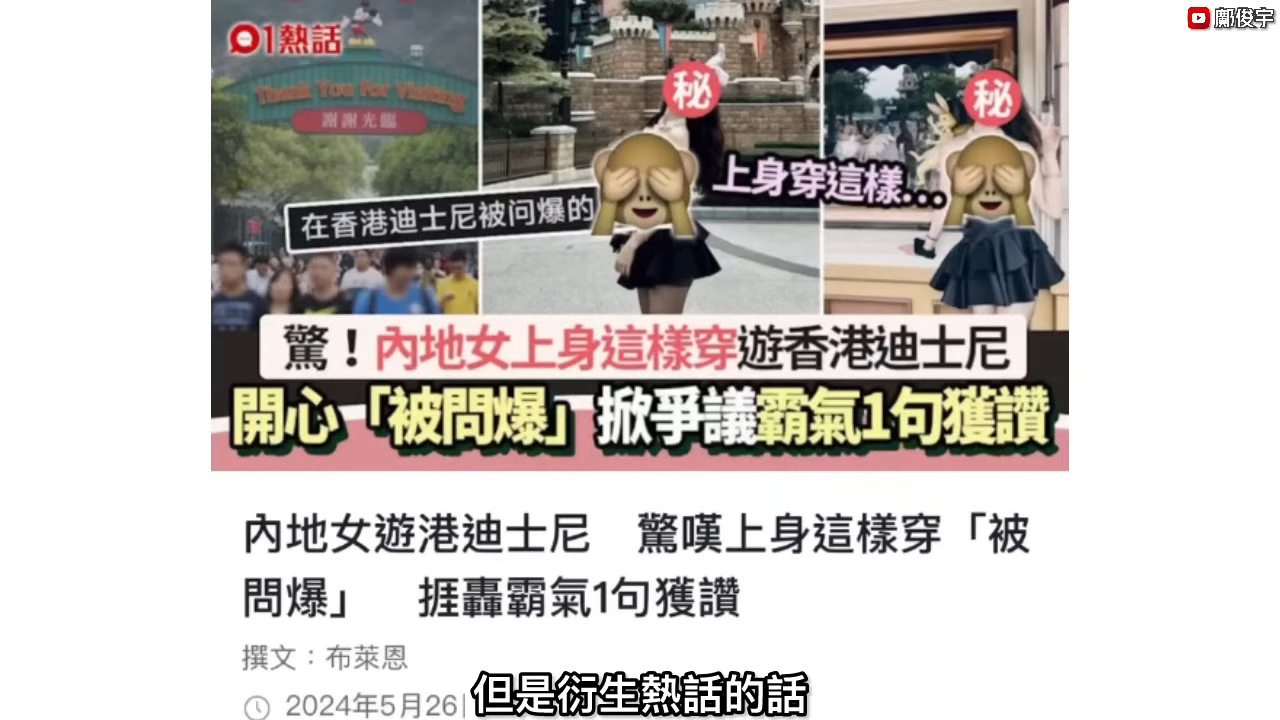 鄺俊宇
01熱話
Thank You For Visiting
謝謝光臨
秘
秘
上身穿這樣...
在香港迪士尼被问爆的
驚！內地女上身這樣穿遊香港迪士尼
開心「被問爆」掀爭議霸氣1句獲讚
內地女遊港迪士尼　驚嘆上身這樣穿「被
問爆」　捱轟霸氣1句獲讚
撰文：布萊恩
2024年5月26
但是衍生熱話的話